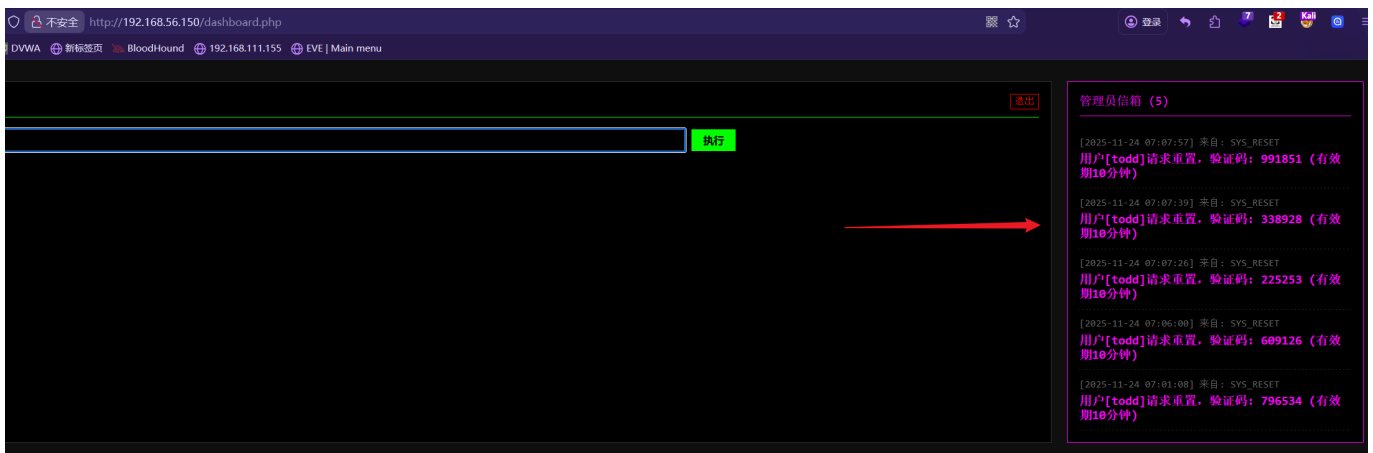 不安全 http://192.168.56.150/dashboard.php
登录
7
2
Kali
DVWA 新标签页 BloodHound 192.168.111.155 EVE | Main menu
退出
执行
管理员信箱 (5)
[2025-11-24 07:07:57] 来自: SYS_RESET
用户[todd]请求重置, 验证码: 991851 (有效
期10分钟)
[2025-11-24 07:07:39] 来自: SYS_RESET
用户[todd]请求重置, 验证码: 338928 (有效
期10分钟)
[2025-11-24 07:07:26] 来自: SYS_RESET
用户[todd]请求重置, 验证码: 225253 (有效
期10分钟)
[2025-11-24 07:06:00] 来自: SYS_RESET
用户[todd]请求重置, 验证码: 609126 (有效
期10分钟)
[2025-11-24 07:01:08] 来自: SYS_RESET
用户[todd]请求重置, 验证码: 796534 (有效
期10分钟)